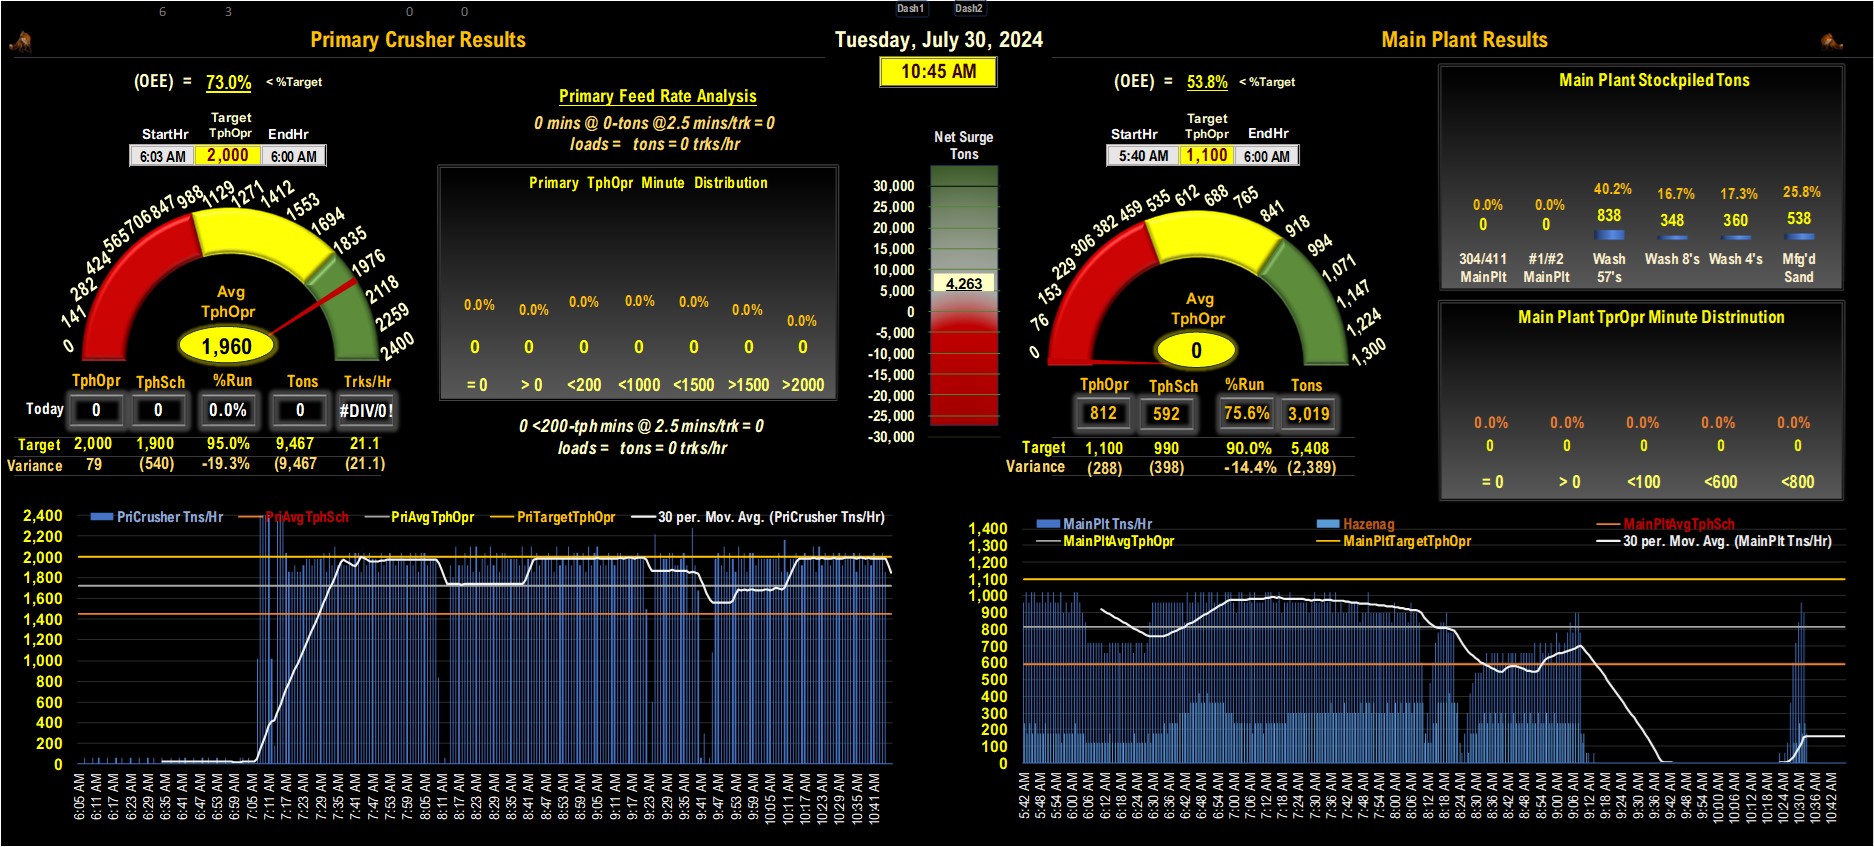 6 3 0 0 Dash1 Dash2
Primary Crusher Results
Tuesday, July 30, 2024
Main Plant Results
10:45 AM
(OEE) = 73.0% < %Target
Target
StartHr TphOpr EndHr
6:03 AM 2,000 6:00 AM
0 141 282 424 565 706 847 988 1129 1271 1412 1553 1694 1835 1976 2118 2259 2400
Avg
TphOpr
1,960
TphOpr TphSch %Run Tons Trks/Hr
Today 0 0 0.0% 0 #DIV/0!
Target 2,000 1,900 95.0% 9,467 21.1
Variance 79 (540) -19.3% (9,467 (21.1)
Primary Feed Rate Analysis
0 mins @ 0-tons @2.5 mins/trk = 0
loads = tons = 0 trks/hr
Primary TphOpr Minute Distribution
0.0% 0.0% 0.0% 0.0% 0.0% 0.0% 0.0%
0 0 0 0 0 0 0
= 0 > 0 <200 <1000 <1500 >1500 >2000
0 <200-tph mins @ 2.5 mins/trk = 0
loads = tons = 0 trks/hr
Net Surge
Tons
30,000
25,000
20,000
15,000
10,000
4,263
5,000
0
-5,000
-10,000
-15,000
-20,000
-25,000
-30,000
(OEE) = 53.8% < %Target
Target
StartHr TphOpr EndHr
5:40 AM 1,100 6:00 AM
0 76 153 229 306 382 459 535 612 688 765 841 918 994 1,071 1,147 1,224 1,300
Avg
TphOpr
0
TphOpr TphSch %Run Tons
812 592 75.6% 3,019
Target 1,100 990 90.0% 5,408
Variance (288) (398) -14.4% (2,389)
Main Plant Stockpiled Tons
0.0% 0.0% 40.2% 16.7% 17.3% 25.8%
0 0 838 348 360 538
304/411 #1/#2 Wash Wash 8's Wash 4's Mfg'd
MainPlt MainPlt 57's Sand
Main Plant TprOpr Minute Distrinution
0.0% 0.0% 0.0% 0.0% 0.0%
0 0 0 0 0
= 0 > 0 <100 <600 <800
PriCrusher Tns/Hr PriAvgTphSch PriAvgTphOpr PriTargetTphOpr 30 per. Mov. Avg. (PriCrusher Tns/Hr)
2,400
2,200
2,000
1,800
1,600
1,400
1,200
1,000
800
600
400
200
0
6:05 AM 6:11 AM 6:17 AM 6:23 AM 6:29 AM 6:35 AM 6:41 AM 6:47 AM 6:53 AM 6:59 AM 7:05 AM 7:11 AM 7:17 AM 7:23 AM 7:29 AM 7:35 AM 7:41 AM 7:47 AM 7:53 AM 7:59 AM 8:05 AM 8:11 AM 8:17 AM 8:23 AM 8:29 AM 8:35 AM 8:41 AM 8:47 AM 8:53 AM 8:59 AM 9:05 AM 9:11 AM 9:17 AM 9:23 AM 9:29 AM 9:35 AM 9:41 AM 9:47 AM 9:53 AM 9:59 AM 10:05 AM 10:11 AM 10:17 AM 10:23 AM 10:29 AM 10:35 AM 10:41 AM
MainPlt Tns/Hr Hazenag MainPltAvgTphSch
MainPltAvgTphOpr MainPltTargetTphOpr 30 per. Mov. Avg. (MainPlt Tns/Hr)
1,400
1,300
1,200
1,100
1,000
900
800
700
600
500
400
300
200
100
0
5:42 AM 5:48 AM 5:54 AM 6:00 AM 6:06 AM 6:12 AM 6:18 AM 6:24 AM 6:30 AM 6:36 AM 6:42 AM 6:48 AM 6:54 AM 7:00 AM 7:06 AM 7:12 AM 7:18 AM 7:24 AM 7:30 AM 7:36 AM 7:42 AM 7:48 AM 7:54 AM 8:00 AM 8:06 AM 8:12 AM 8:18 AM 8:24 AM 8:30 AM 8:36 AM 8:42 AM 8:48 AM 8:54 AM 9:00 AM 9:06 AM 9:12 AM 9:18 AM 9:24 AM 9:30 AM 9:36 AM 9:42 AM 9:48 AM 9:54 AM 10:00 AM 10:06 AM 10:12 AM 10:18 AM 10:24 AM 10:30 AM 10:36 AM 10:42 AM